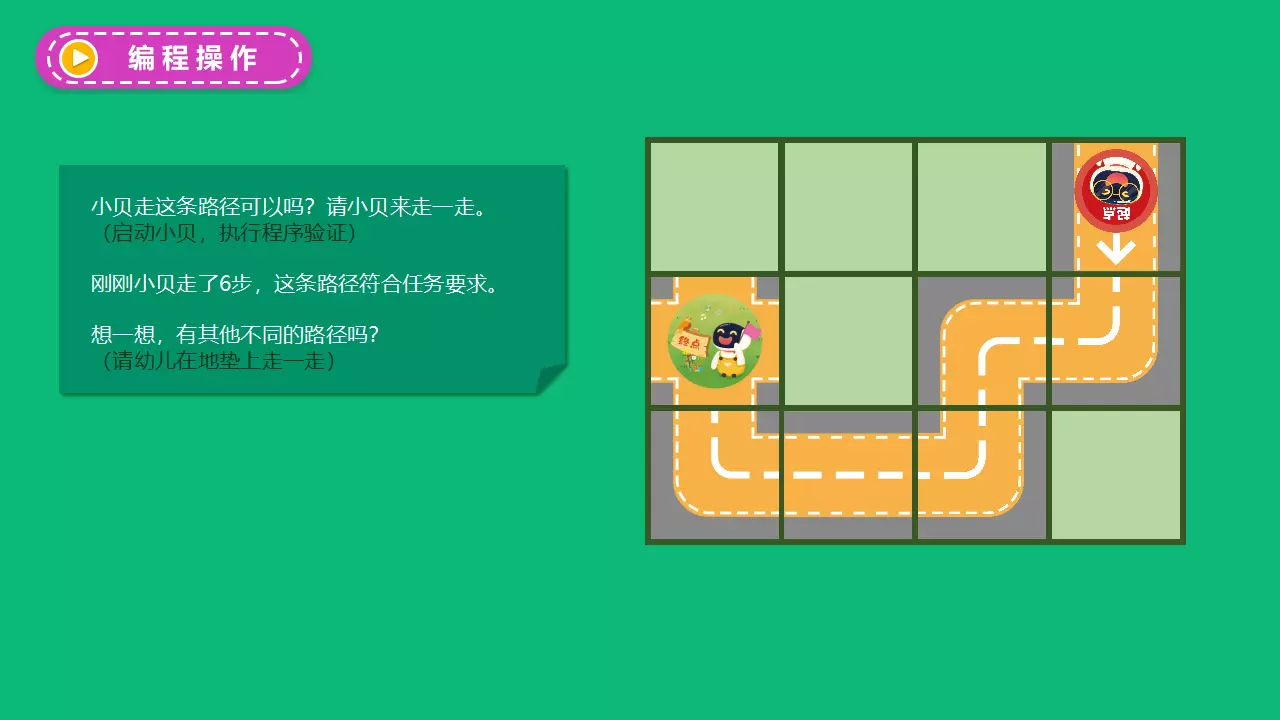 编程操作
小贝走这条路径可以吗？请小贝来走一走。
（启动小贝，执行程序验证）
刚刚小贝走了6步，这条路径符合任务要求。
想一想，有其他不同的路径吗？
（请幼儿在地垫上走一走）
起点
终点